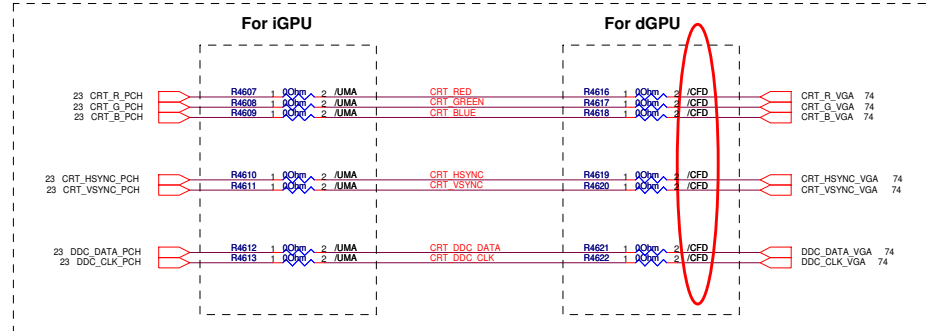 For iGPU For dGPU
23 CRT_R_PCH R4607 1 0Ohm 2 /UMA CRT_RED R4616 1 0Ohm 2 /CFD CRT_R_VGA 74
23 CRT_G_PCH R4608 1 0Ohm 2 /UMA CRT_GREEN R4617 1 0Ohm 2 /CFD CRT_G_VGA 74
23 CRT_B_PCH R4609 1 0Ohm 2 /UMA CRT_BLUE R4618 1 0Ohm 2 /CFD CRT_B_VGA 74
23 CRT_HSYNC_PCH R4610 1 0Ohm 2 /UMA CRT_HSYNC R4619 1 0Ohm 2 /CFD CRT_HSYNC_VGA 74
23 CRT_VSYNC_PCH R4611 1 0Ohm 2 /UMA CRT_VSYNC R4620 1 0Ohm 2 /CFD CRT_VSYNC_VGA 74
23 DDC_DATA_PCH R4612 1 0Ohm 2 /UMA CRT_DDC_DATA R4621 1 0Ohm 2 /CFD DDC_DATA_VGA 74
23 DDC_CLK_PCH R4613 1 0Ohm 2 /UMA CRT_DDC_CLK R4622 1 0Ohm 2 /CFD DDC_CLK_VGA 74